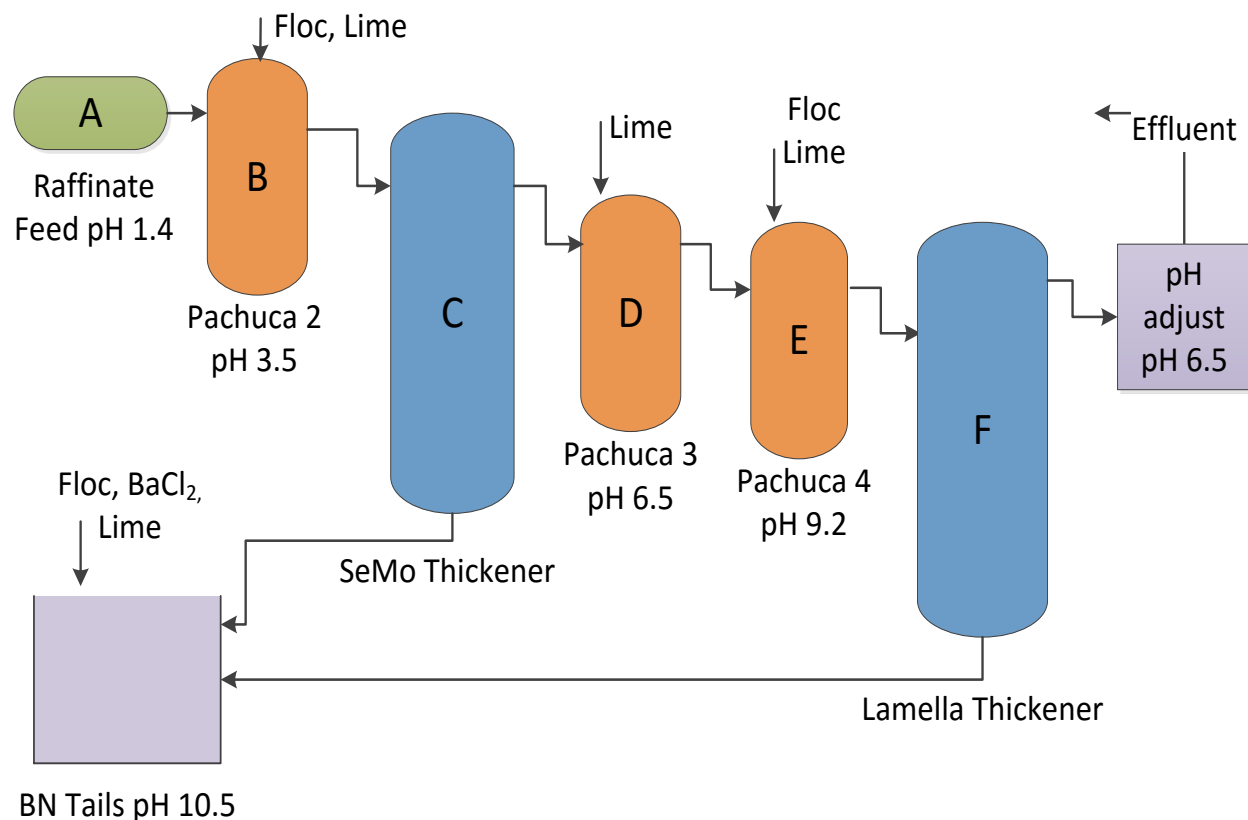 Floc, Lime
A
Raffinate
Feed pH 1.4
B
Pachuca 2
pH 3.5
C
SeMo Thickener
Lime
D
Pachuca 3
pH 6.5
Floc
Lime
E
Pachuca 4
pH 9.2
F
Lamella Thickener
Effluent
pH
adjust
pH 6.5
Floc, BaCl₂,
Lime
BN Tails pH 10.5